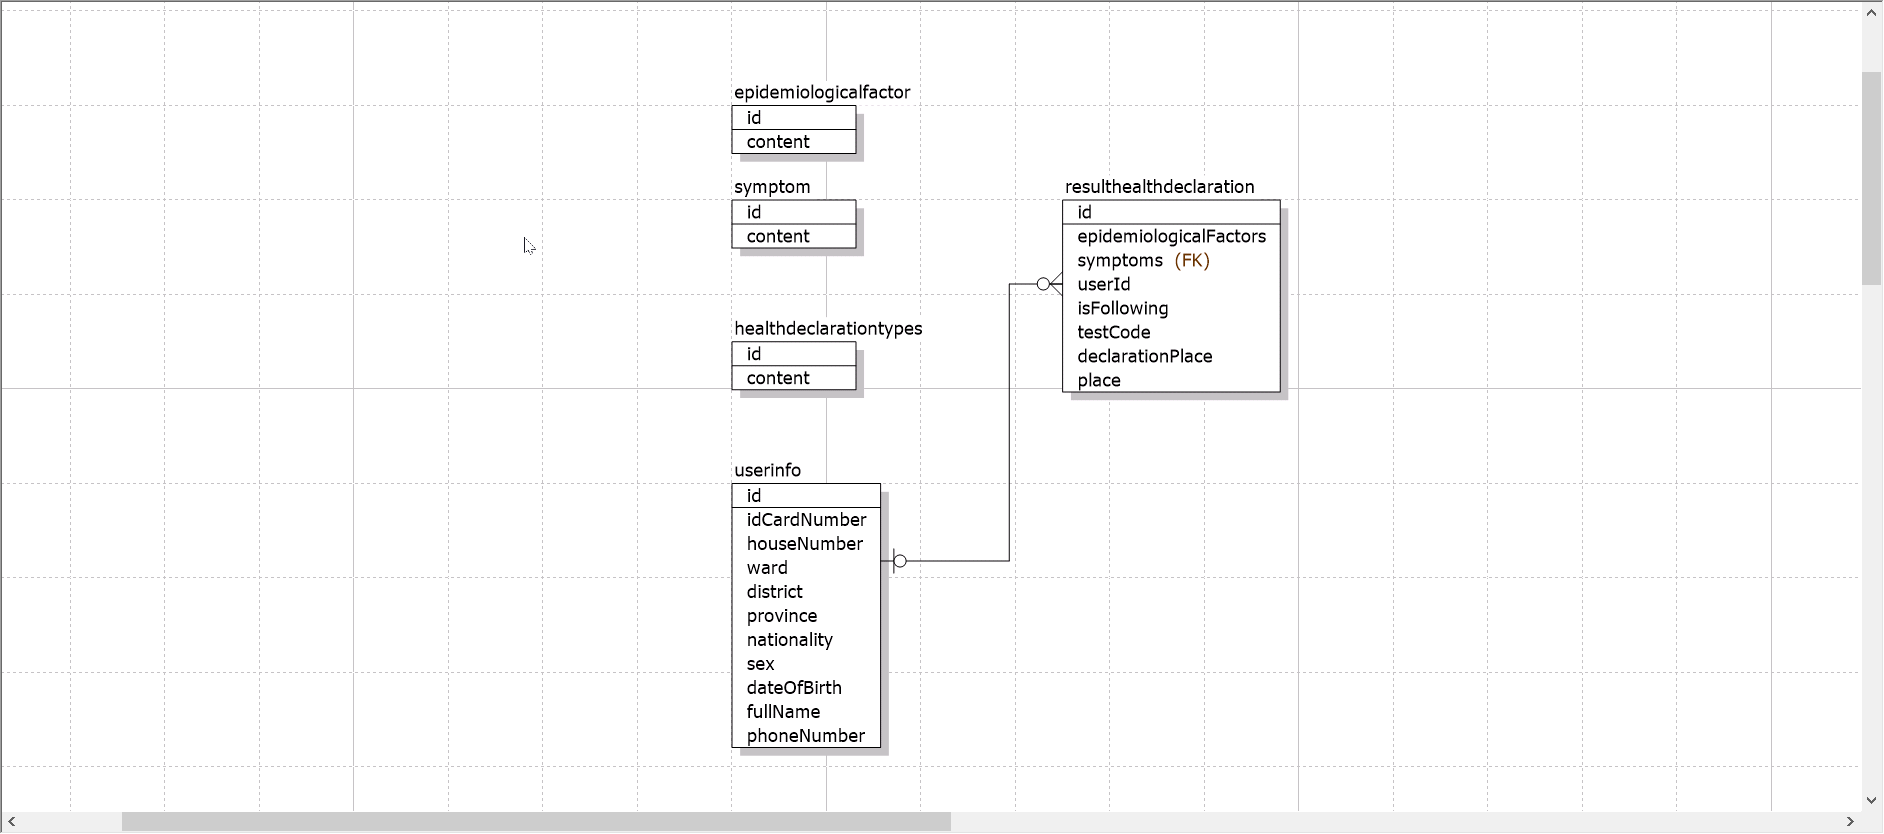 epidemiologicalfactor
id
content
symptom
id
content
healthdeclarationtypes
id
content
userinfo
id
idCardNumber
houseNumber
ward
district
province
nationality
sex
dateOfBirth
fullName
phoneNumber
resulthealthdeclaration
id
epidemiologicalFactors
symptoms (FK)
userId
isFollowing
testCode
declarationPlace
place